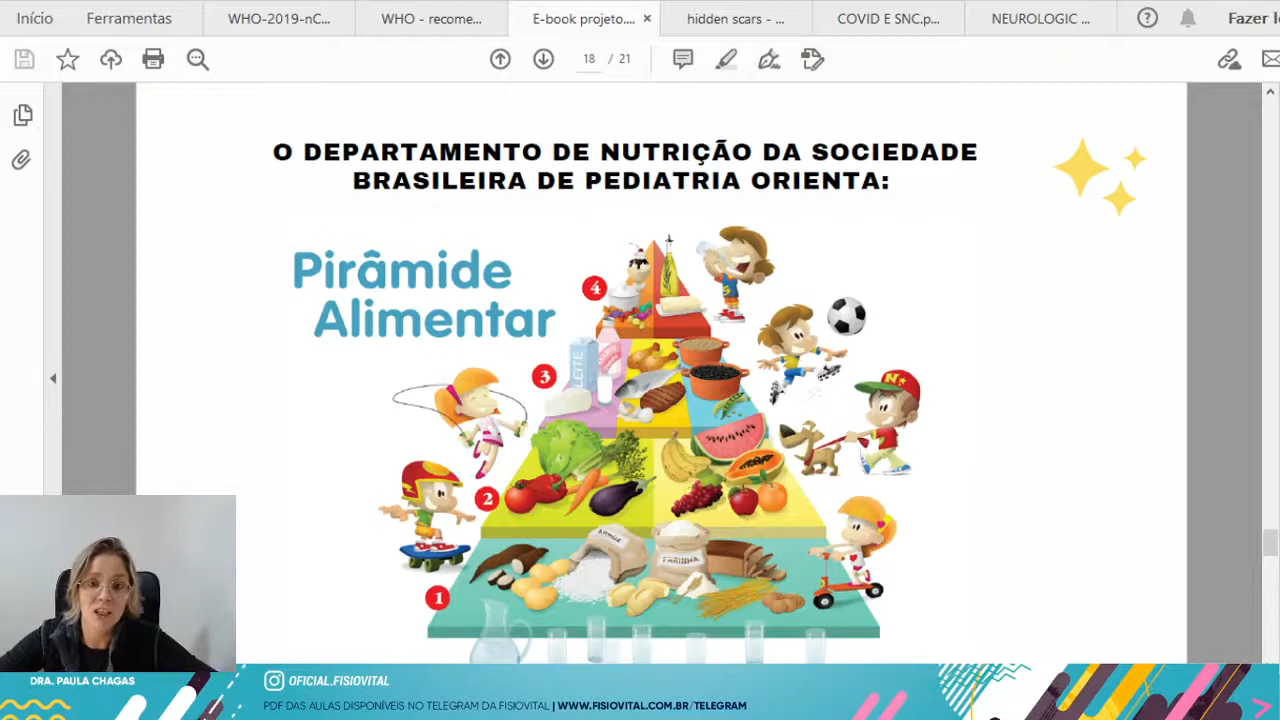 Início
Ferramentas
WHO-2019-nC...
WHO - recome...
E-book projeto....
hidden scars - ...
COVID E SNC.p...
NEUROLOGIC ...
Fazer lo
18 / 21
O DEPARTAMENTO DE NUTRIÇÃO DA SOCIEDADE
BRASILEIRA DE PEDIATRIA ORIENTA:
Pirâmide
Alimentar
4
3
LEITE
2
ARROZ
FARINHA
1
N
DRA. PAULA CHAGAS
OFICIAL.FISIOVITAL
PDF DAS AULAS DISPONÍVEIS NO TELEGRAM DA FISIOVITAL | WWW.FISIOVITAL.COM.BR/TELEGRAM